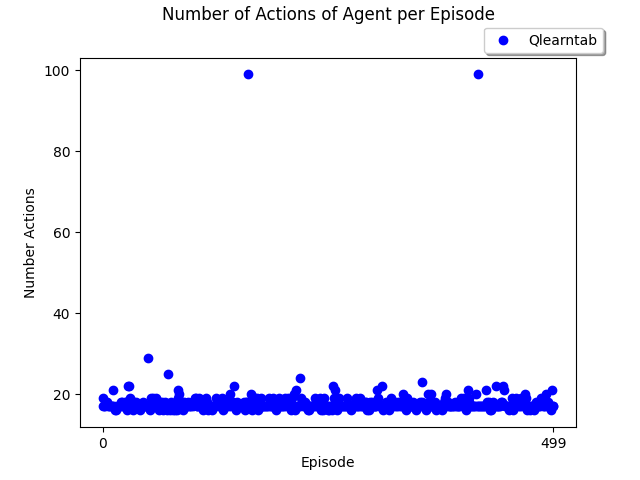 Number of Actions of Agent per Episode
Qlearntab
100
80
60
40
20
Number Actions
0
499
Episode